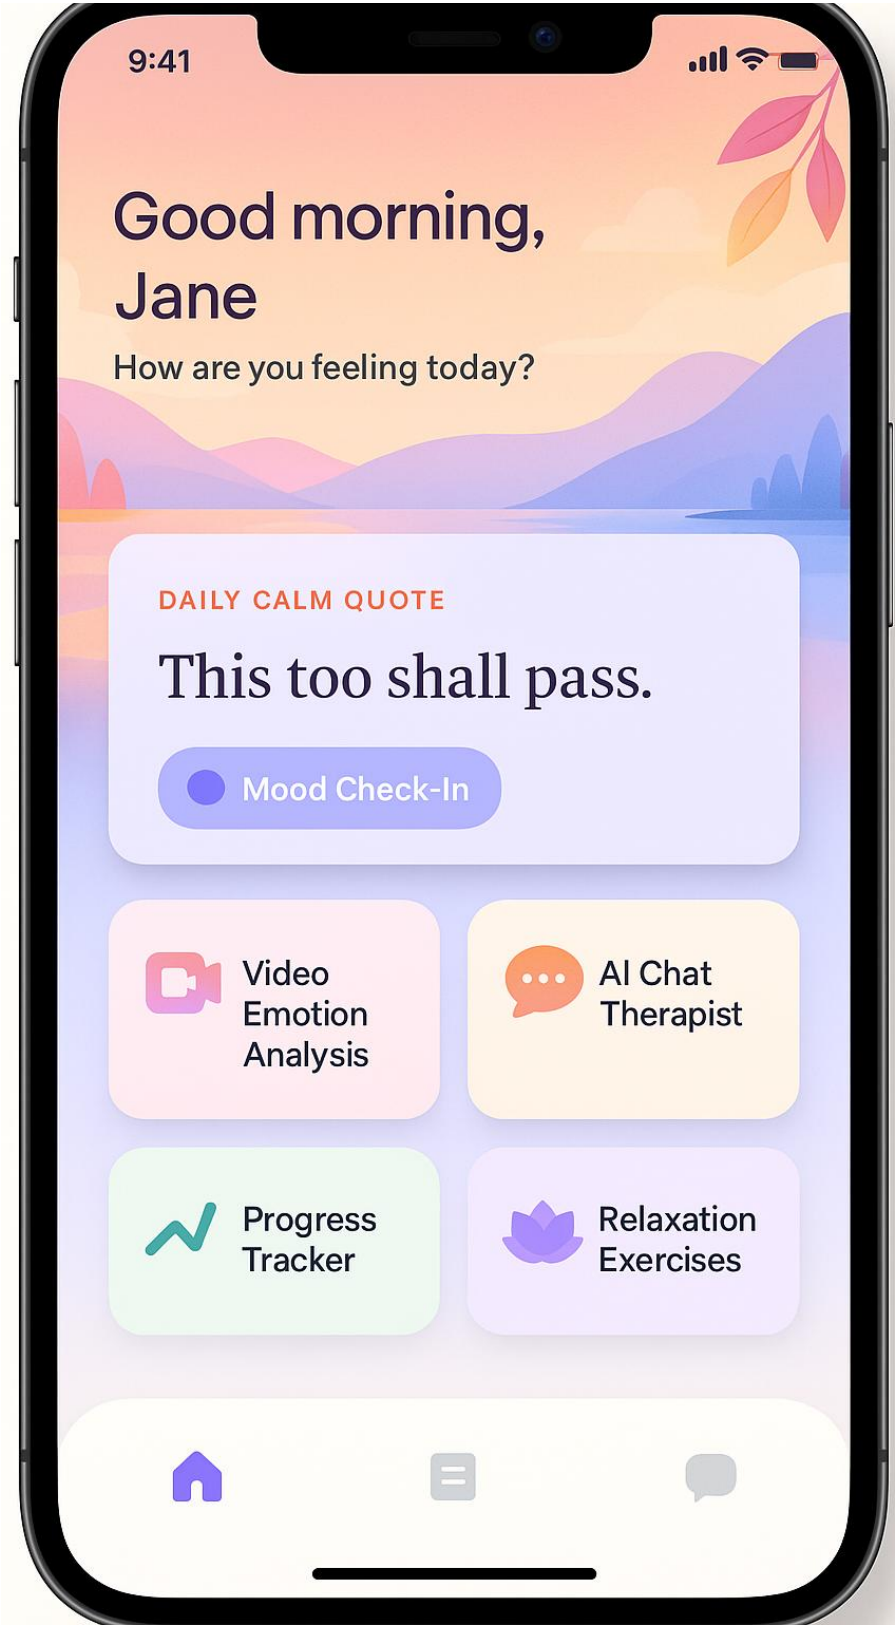 9:41
Good morning,
Jane
How are you feeling today?
DAILY CALM QUOTE
This too shall pass.
Mood Check-In
Video
Emotion
Analysis
AI Chat
Therapist
Progress
Tracker
Relaxation
Exercises